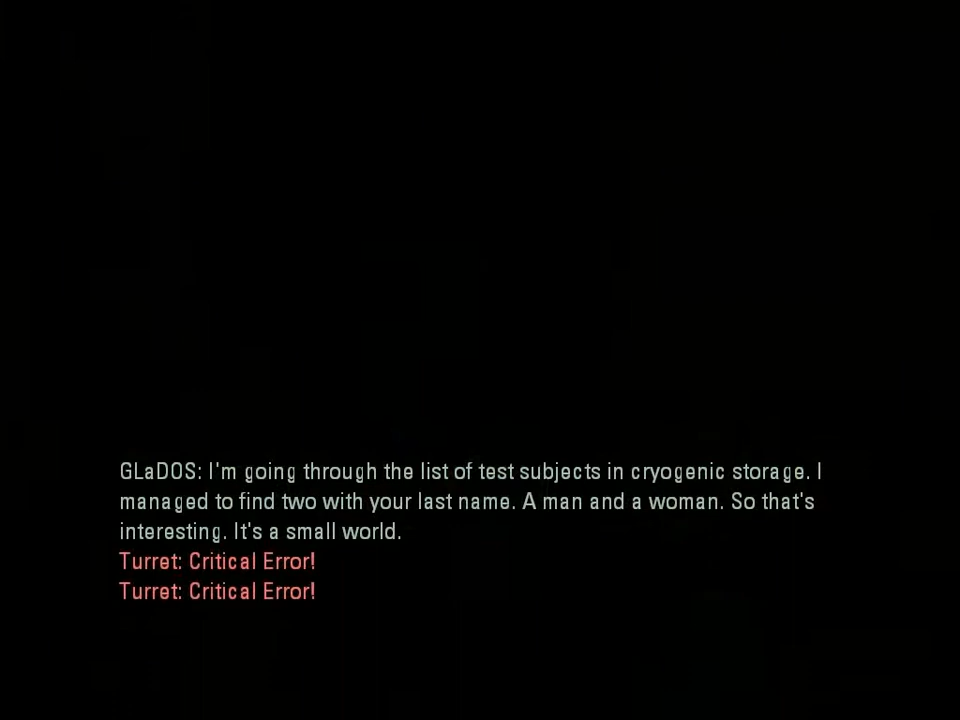 GLaDOS: I'm going through the list of test subjects in cryogenic storage. I
managed to find two with your last name. A man and a woman. So that's
interesting. It's a small world.
Turret: Critical Error!
Turret: Critical Error!